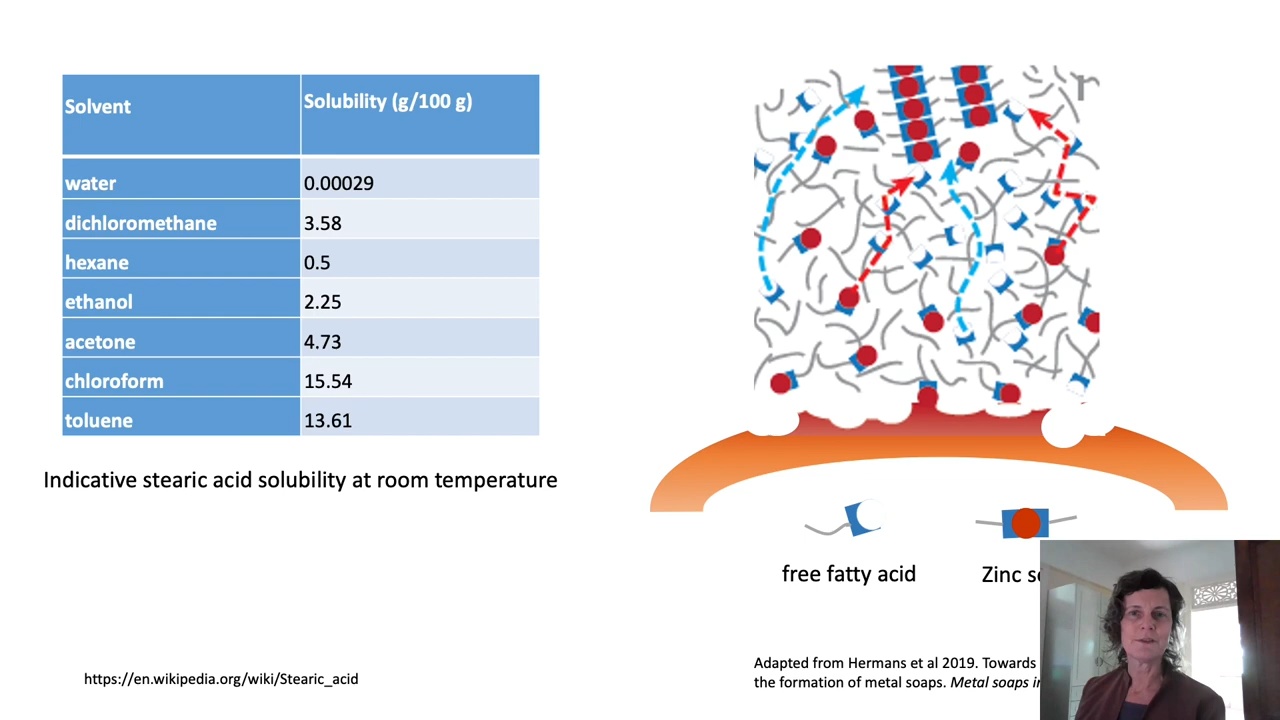 Solvent Solubility (g/100 g)
water 0.00029
dichloromethane 3.58
hexane 0.5
ethanol 2.25
acetone 4.73
chloroform 15.54
toluene 13.61
Indicative stearic acid solubility at room temperature
https://en.wikipedia.org/wiki/Stearic_acid
free fatty acid
Zinc
Adapted from Hermans et al 2019. Towards
the formation of metal soaps. Metal soaps